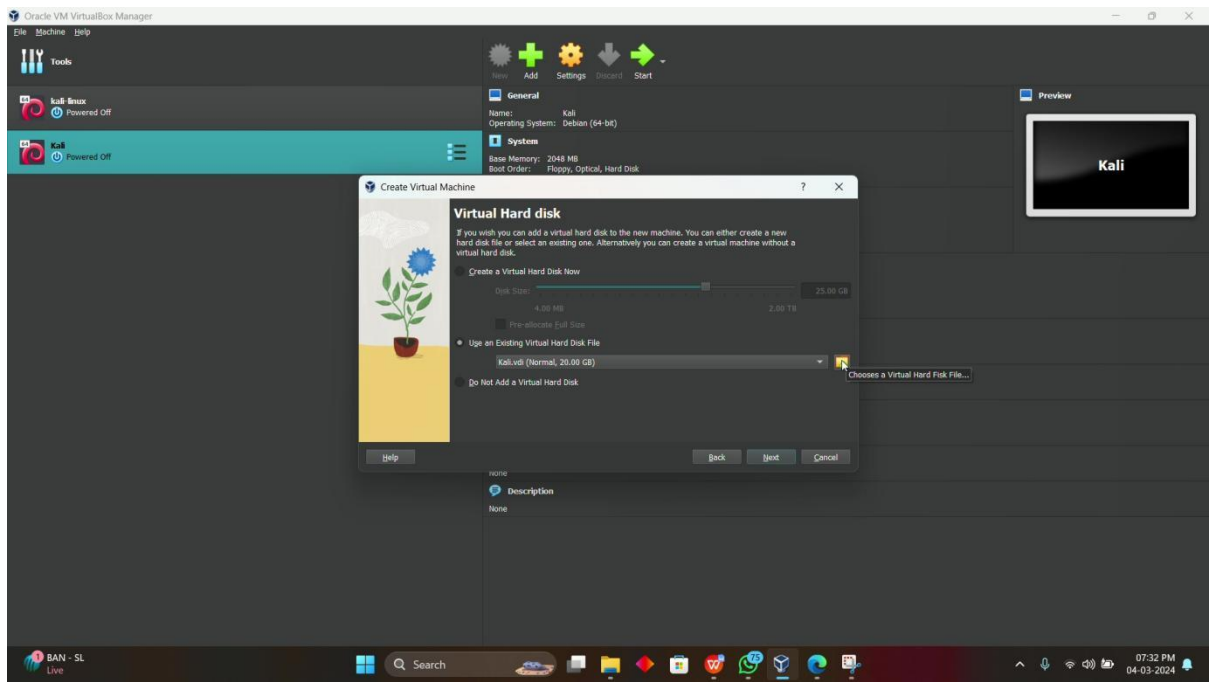 Oracle VM VirtualBox Manager
File Machine Help
Tools
New Add Settings Discard Start
64 kali-linux
Powered Off
64 Kali
Powered Off
General
Name: Kali
Operating System: Debian (64-bit)
System
Base Memory: 2048 MB
Boot Order: Floppy, Optical, Hard Disk
Preview
Kali
Create Virtual Machine
?
Virtual Hard disk
If you wish you can add a virtual hard disk to the new machine. You can either create a new
hard disk file or select an existing one. Alternatively you can create a virtual machine without a
virtual hard disk.
Create a Virtual Hard Disk Now
Disk Size: 25.00 GB
4.00 MB 2.00 TB
Pre-allocate Full Size
Use an Existing Virtual Hard Disk File
Kali.vdi (Normal, 20.00 GB)
Chooses a Virtual Hard Fisk File...
Do Not Add a Virtual Hard Disk
Help Back Next Cancel
None
Description
None
1 BAN - SL
Live
Search
75
07:32 PM
04-03-2024